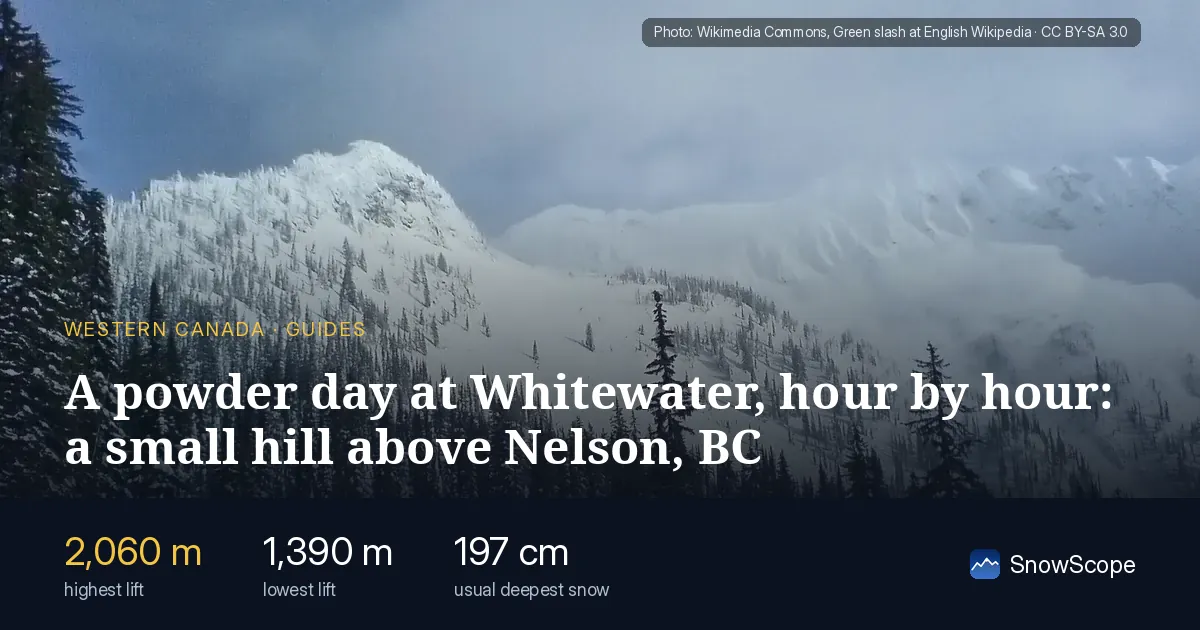 Photo: Wikimedia Commons, Green slash at English Wikipedia · CC BY-SA 3.0
WESTERN CANADA · GUIDES
A powder day at Whitewater, hour by hour:
a small hill above Nelson, BC
2,060 m
highest lift
1,390 m
lowest lift
197 cm
usual deepest snow
SnowScope